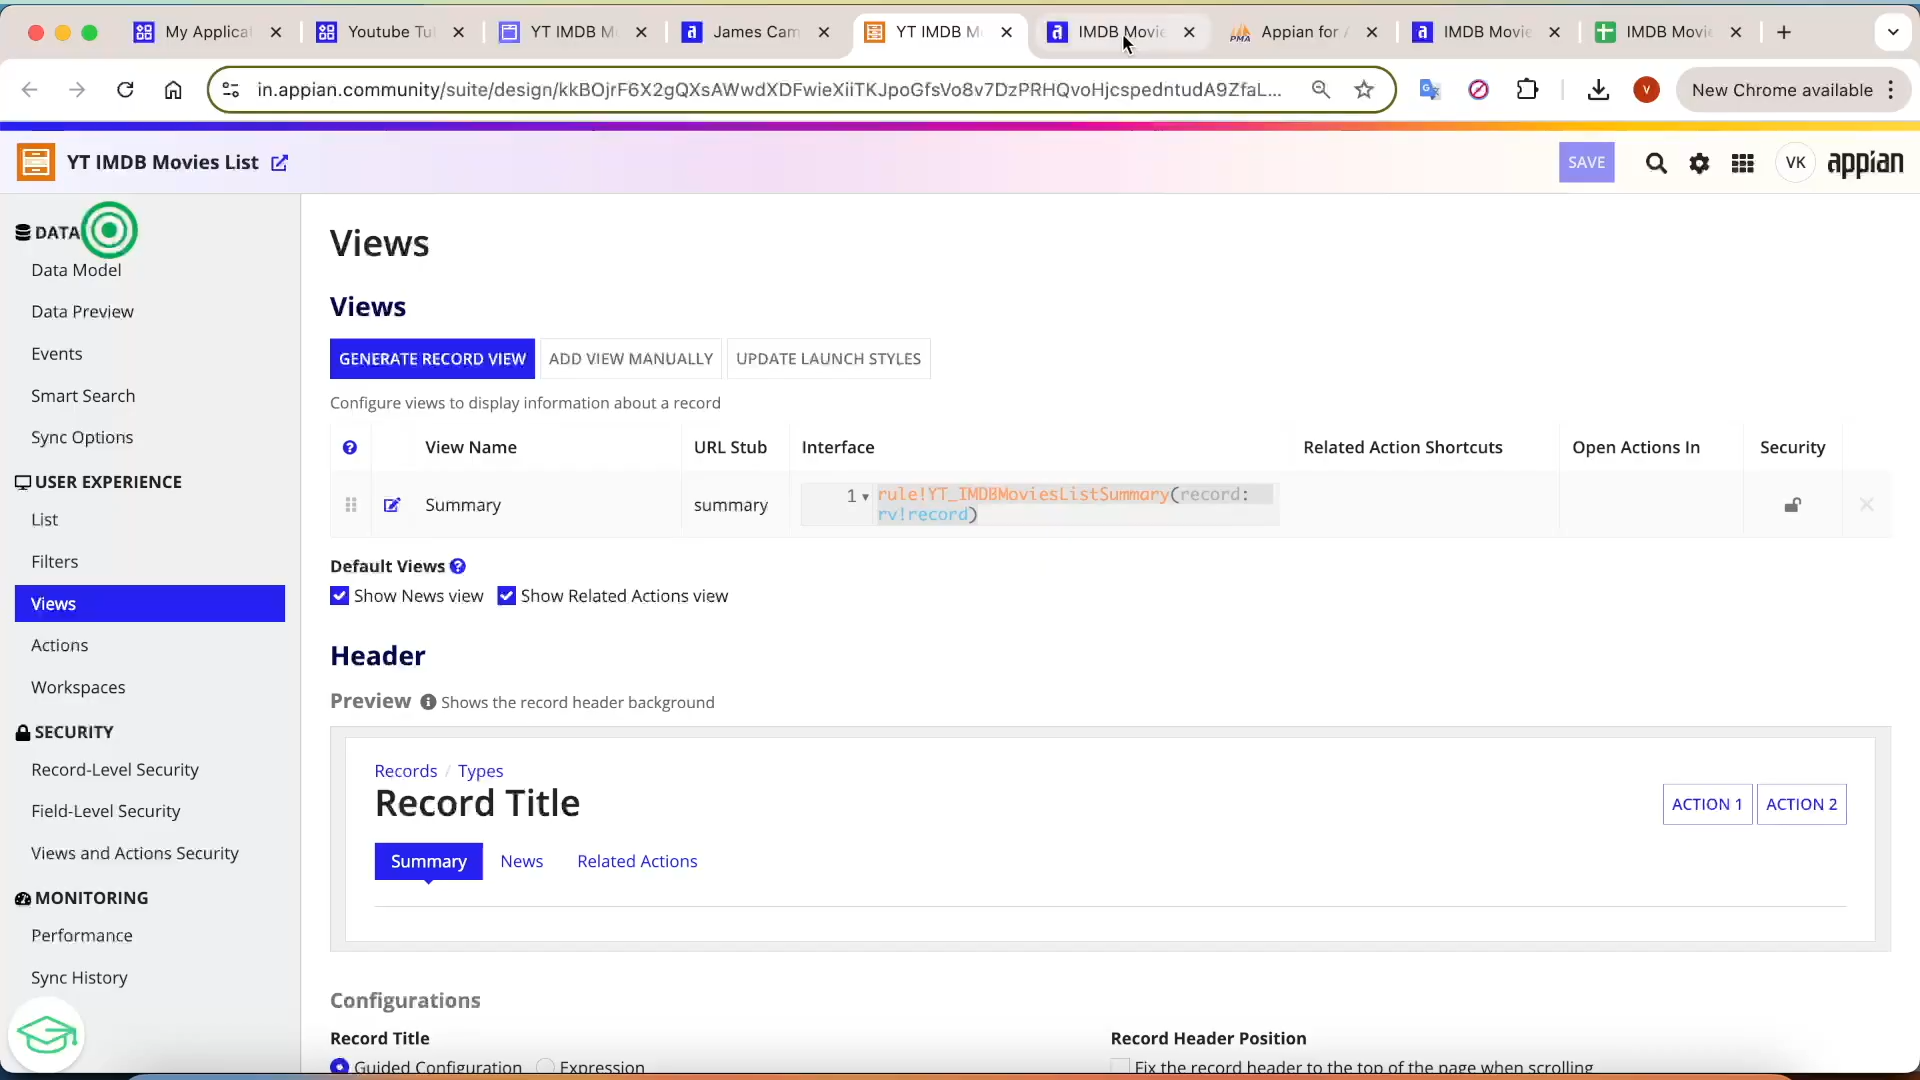 My Applica
Youtube Tu
YT IMDB M
James Cam
YT IMDB M
IMDB Movie
PMA
Appian for A
IMDB Movie
IMDB Movi
in.appian.community/suite/design/kkBOjrF6X2gQXsAWwdXDFwieXiiTKJpoGfsVo8v7DzPRHQvoHjcspedntudA9ZfaL...
V
New Chrome available
YT IMDB Movies List
SAVE
VK
appian
DATA
Data Model
Data Preview
Events
Smart Search
Sync Options
USER EXPERIENCE
List
Filters
Views
Actions
Workspaces
SECURITY
Record-Level Security
Field-Level Security
Views and Actions Security
MONITORING
Performance
Sync History
Views
Views
GENERATE RECORD VIEW
ADD VIEW MANUALLY
UPDATE LAUNCH STYLES
Configure views to display information about a record
View Name
URL Stub
Interface
Related Action Shortcuts
Open Actions In
Security
Summary
summary
1
rule!YT_IMDBMoviesListSummary(record:
rv!record)
Default Views
Show News view
Show Related Actions view
Header
Preview
Shows the record header background
Records / Types
Record Title
ACTION 1
ACTION 2
Summary
News
Related Actions
Configurations
Record Title
Guided Configuration
Expression
Record Header Position
Fix the record header to the top of the page when scrolling